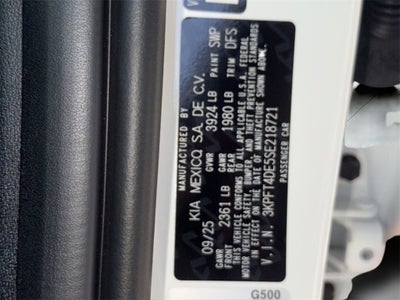 KIA MEXICO S.A. DE C.V.
09/25 GVWR 3924 LB PAINT SWP
GAWR FRONT 2361 LB GAWR REAR 1980 LB TRIM DFS
THIS VEHICLE CONFORMS TO ALL APPLICABLE U.S.A. FEDERAL
MOTOR VEHICLE SAFETY, BUMPER, AND THEFT PREVENTION STANDARDS
IN EFFECT ON THE DATE OF MANUFACTURE SHOWN ABOVE.
V.I.N. 3KPFT4DE5SE218721
PASSENGER CAR
G500